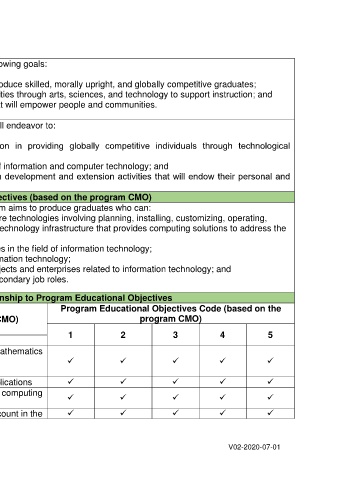 owing goals:
oduce skilled, morally upright, and globally competitive graduates;
ties through arts, sciences, and technology to support instruction; and
t will empower people and communities.
ll endeavor to:
on in providing globally competitive individuals through technological
f information and computer technology; and
n development and extension activities that will endow their personal and
ectives (based on the program CMO)
m aims to produce graduates who can:
re technologies involving planning, installing, customizing, operating,
echnology infrastructure that provides computing solutions to address the
es in the field of information technology;
mation technology;
jects and enterprises related to information technology; and
condary job roles.
nship to Program Educational Objectives
CMO)
Program Educational Objectives Code (based on the
program CMO)
1 2 3 4 5
athematics
✓ ✓ ✓ ✓ ✓
lications ✓ ✓ ✓ ✓ ✓
computing
✓ ✓ ✓ ✓ ✓
count in the ✓ ✓ ✓ ✓ ✓
V02-2020-07-01